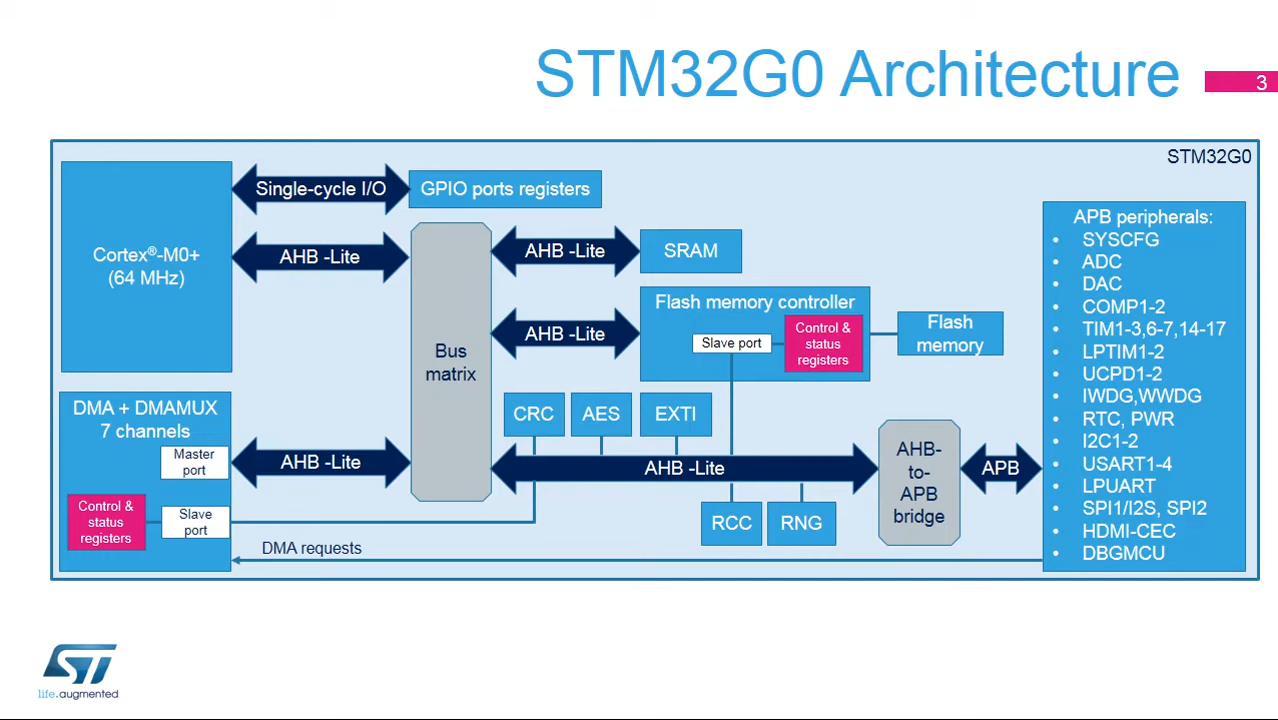 STM32G0 Architecture
3
STM32G0
Cortex®-M0+
(64 MHz)
Single-cycle I/O
GPIO ports registers
AHB -Lite
Bus
matrix
AHB -Lite
SRAM
AHB -Lite
Flash memory controller
Slave port
Control &
status
registers
Flash
memory
DMA + DMAMUX
7 channels
Master
port
Control &
status
registers
Slave
port
AHB -Lite
CRC
AES
EXTI
AHB -Lite
RCC
RNG
AHB-
to-
APB
bridge
APB
DMA requests
APB peripherals:
• SYSCFG
• ADC
• DAC
• COMP1-2
• TIM1-3,6-7,14-17
• LPTIM1-2
• UCPD1-2
• IWDG,WWDG
• RTC, PWR
• I2C1-2
• USART1-4
• LPUART
• SPI1/I2S, SPI2
• HDMI-CEC
• DBGMCU
ST
life.augmented